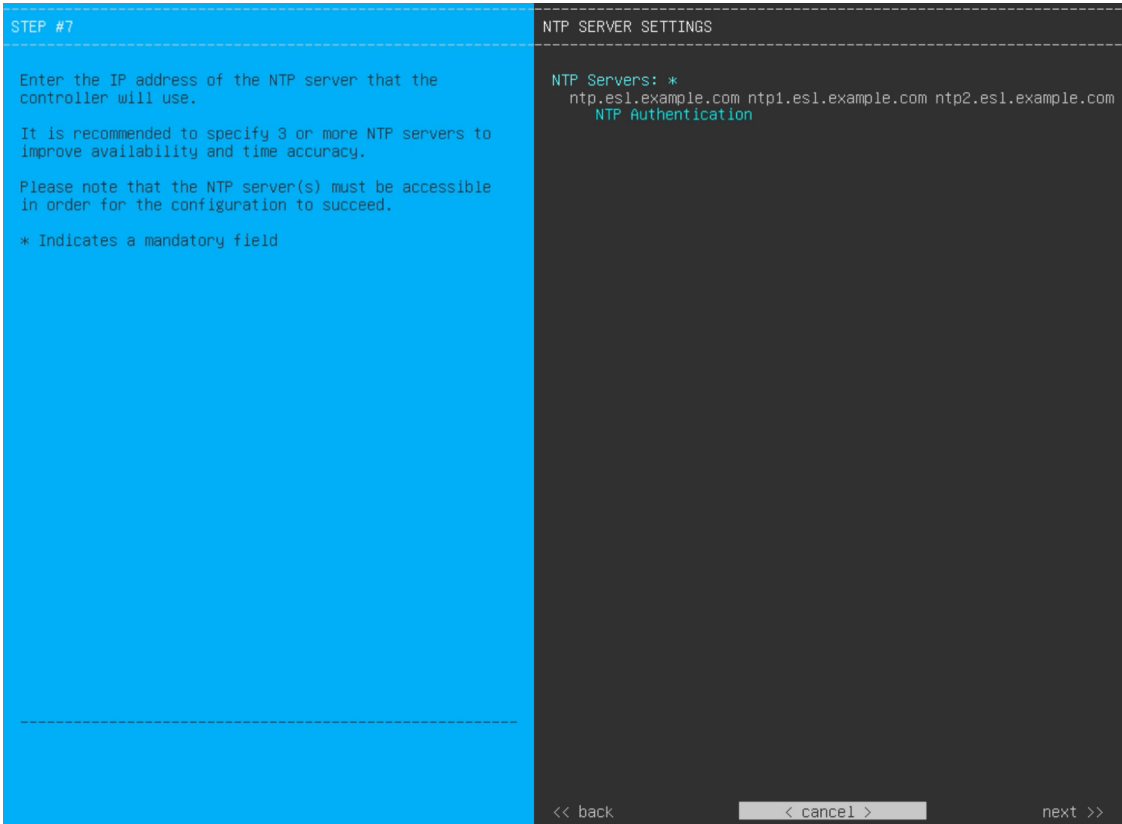 STEP #7
Enter the IP address of the NTP server that the
controller will use.
It is recommended to specify 3 or more NTP servers to
improve availability and time accuracy.
Please note that the NTP server(s) must be accessible
in order for the configuration to succeed.
* Indicates a mandatory field
NTP SERVER SETTINGS
NTP Servers: *
ntp.esl.example.com ntp1.esl.example.com ntp2.esl.example.com
NTP Authentication
<< back < cancel > next >>